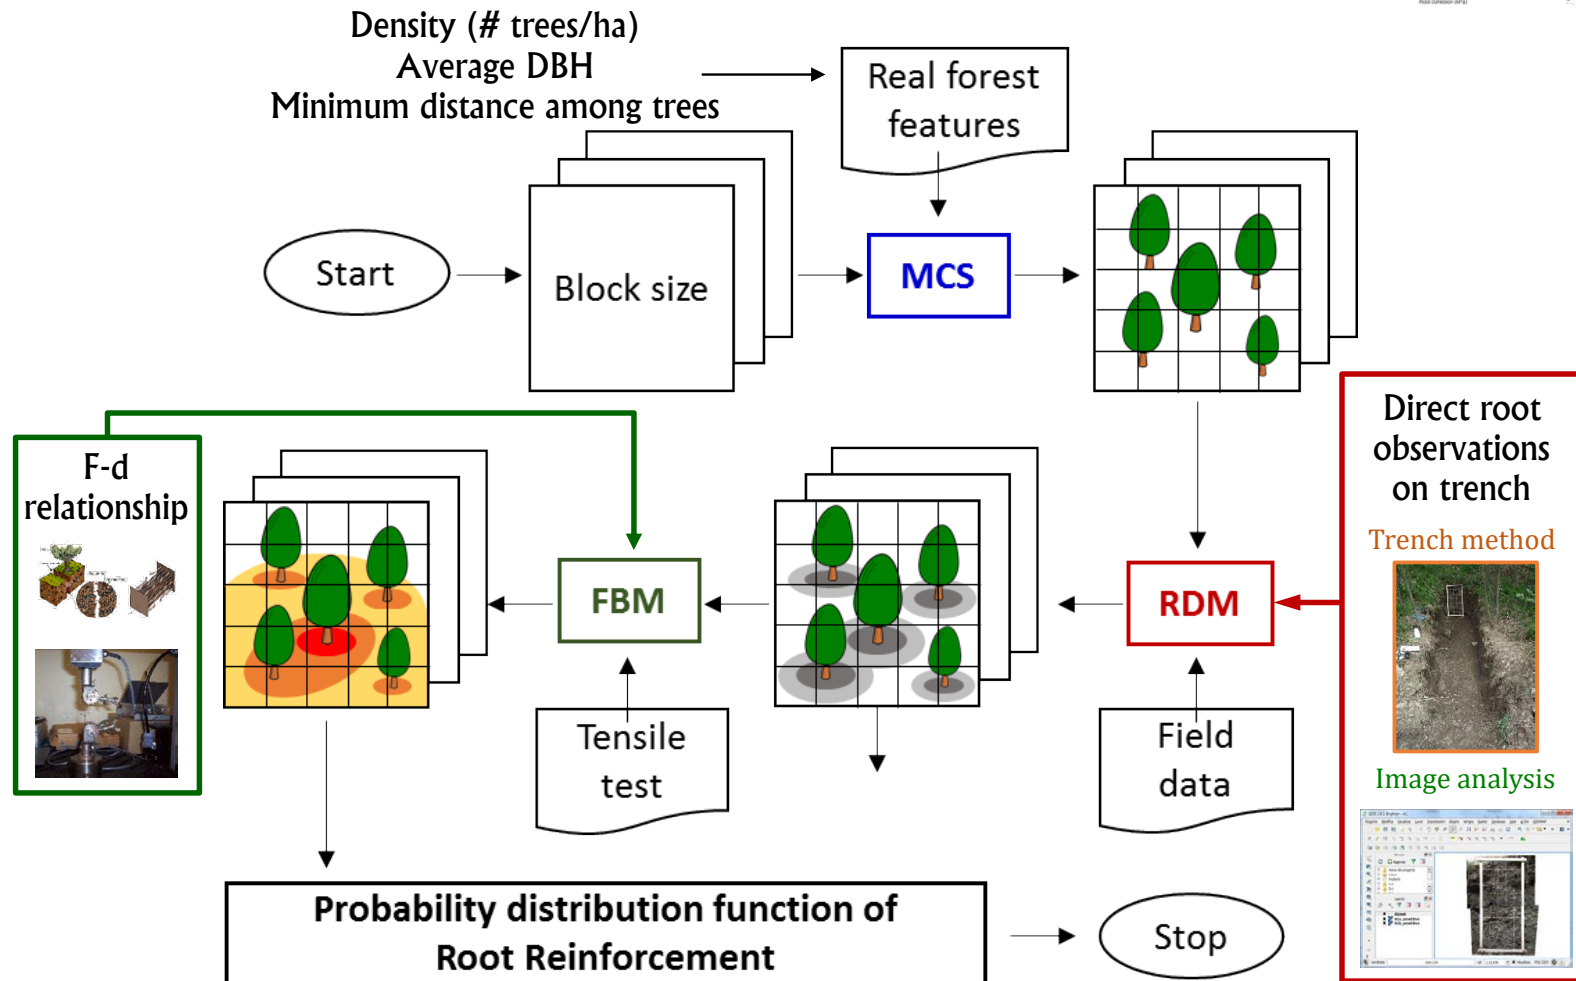 Density (# trees/ha)
Average DBH
Minimum distance among trees
Real forest
features
Start
Block size
MCS
F-d
relationship
FBM
RDM
Direct root
observations
on trench
Trench method
Image analysis
Tensile
test
Field
data
Probability distribution function of
Root Reinforcement
Stop